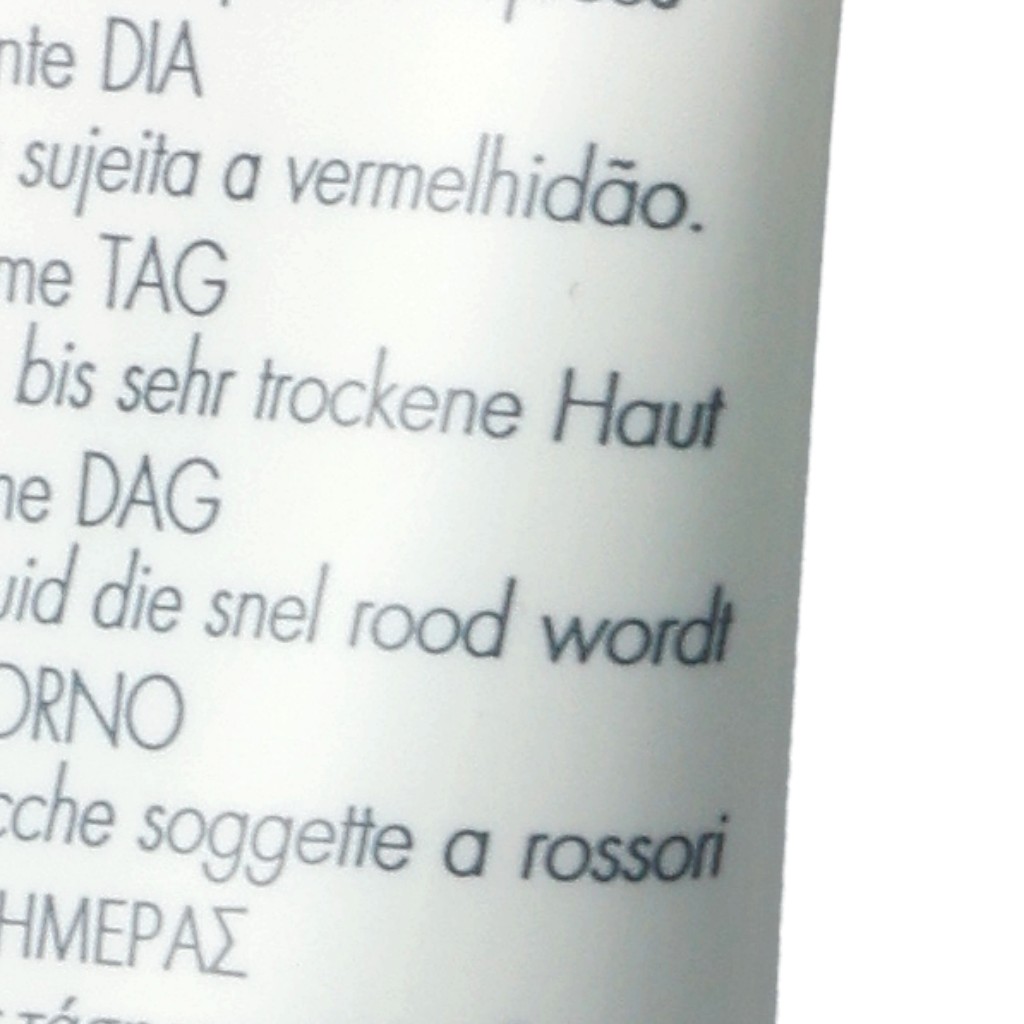 nte DIA
sujeita a vermelhidão.
me TAG
bis sehr trockene Haut
ne DAG
uid die snel rood wordt
ORNO
cche soggette a rossori
ΗΜΕΡΑΣ